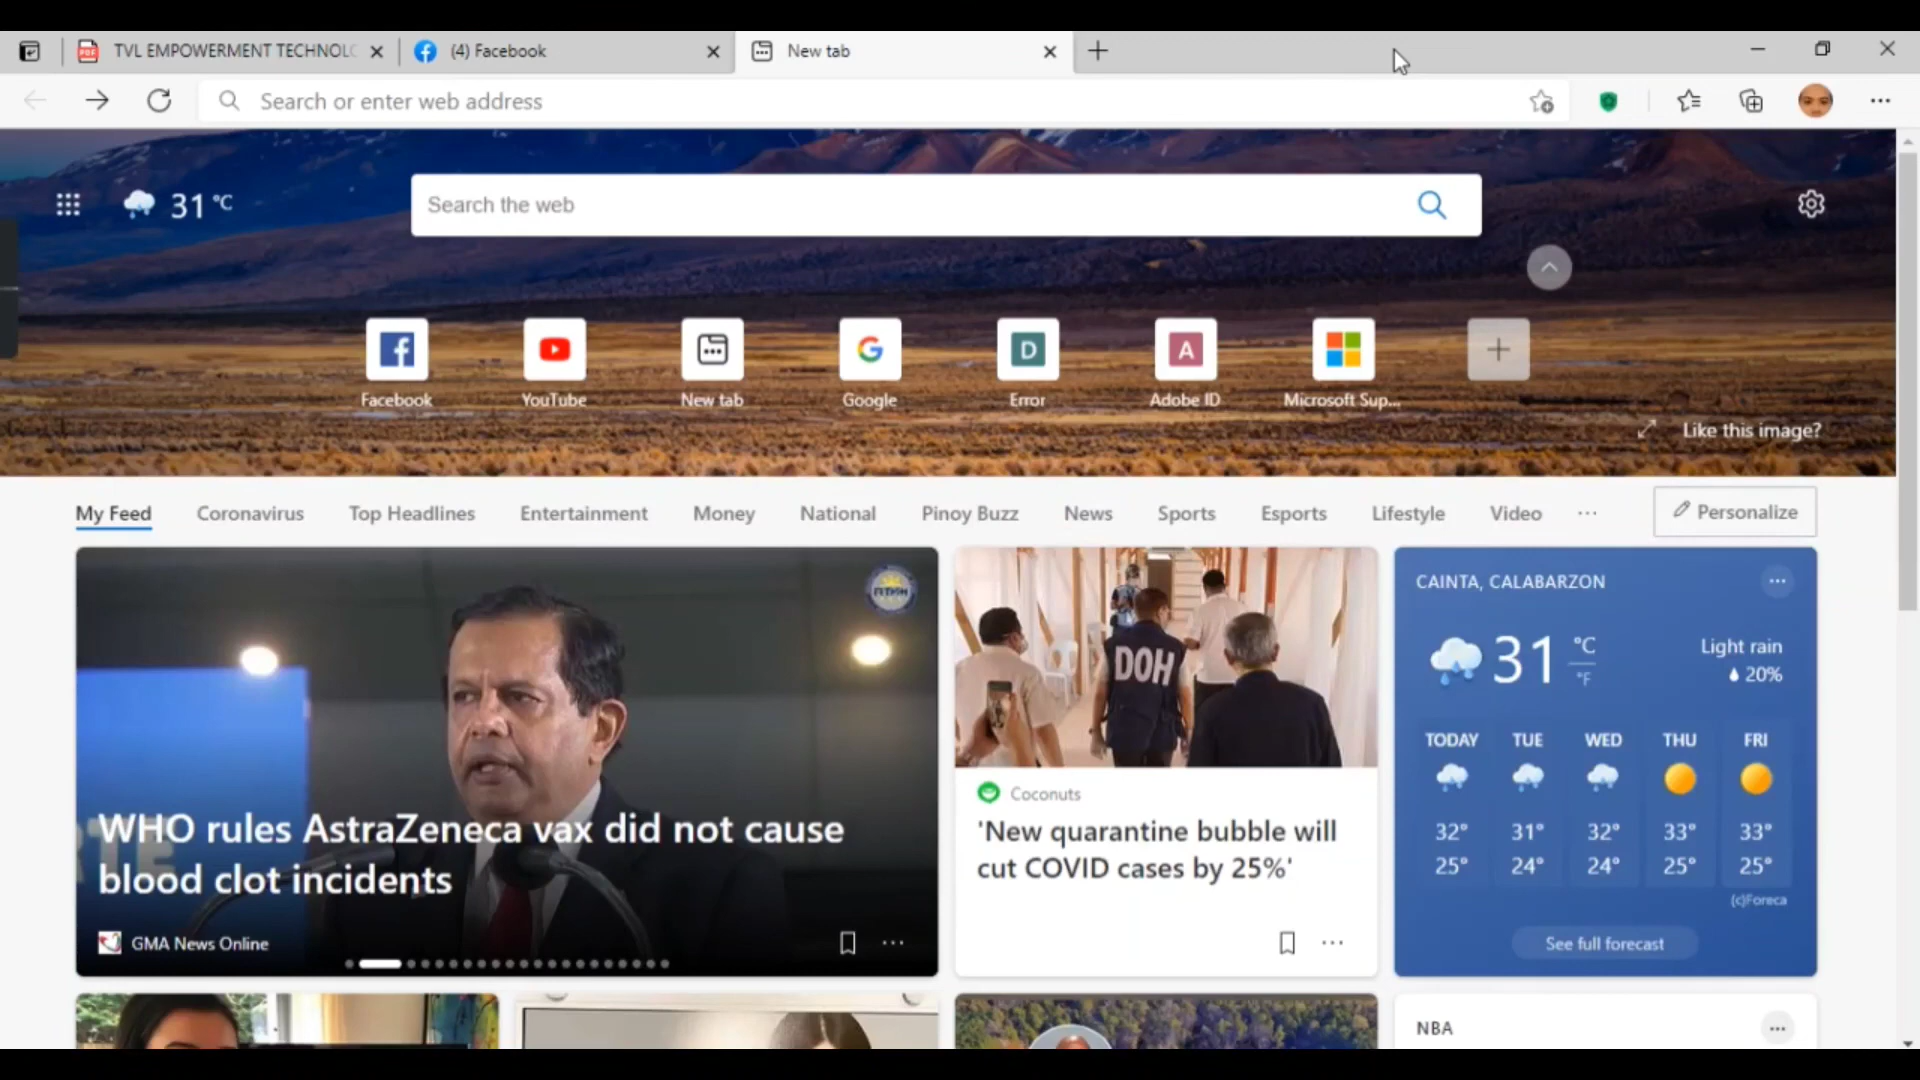 TVL EMPOWERMENT TECHNOLO
(4) Facebook
New tab
Search or enter web address
31 °C
Search the web
Facebook
YouTube
New tab
Google
D
Error
A
Adobe ID
Microsoft Sup...
Like this image?
My Feed
Coronavirus
Top Headlines
Entertainment
Money
National
Pinoy Buzz
News
Sports
Esports
Lifestyle
Video
Personalize
WHO rules AstraZeneca vax did not cause
blood clot incidents
GMA News Online
DOH
Coconuts
'New quarantine bubble will
cut COVID cases by 25%'
CAINTA, CALABARZON
31 °C
°F
Light rain
20%
TODAY TUE WED THU FRI
32° 31° 32° 33° 33°
25° 24° 24° 25° 25°
(c)Foreca
See full forecast
NBA